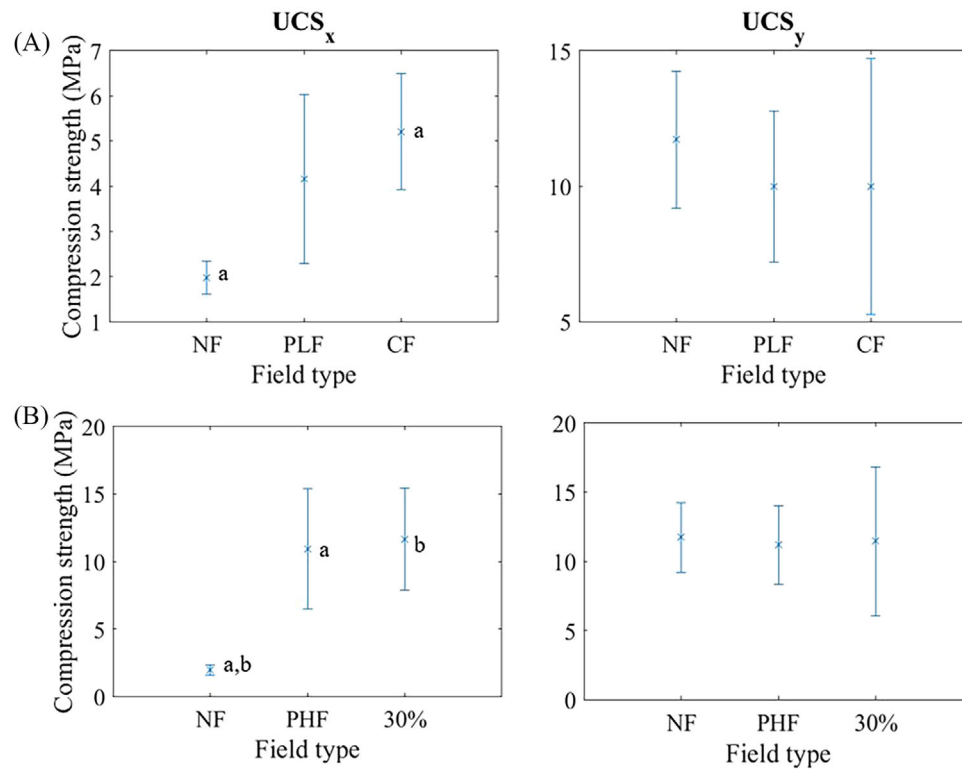 (A)
UCSx
Compression strength (MPa)
7
6
5
4
3
2
1
a
a
NF PLF CF
Field type
UCSy
15
10
5
NF PLF CF
Field type
(B)
Compression strength (MPa)
20
15
10
5
0
a,b
a
b
NF PHF 30%
Field type
20
15
10
5
0
NF PHF 30%
Field type